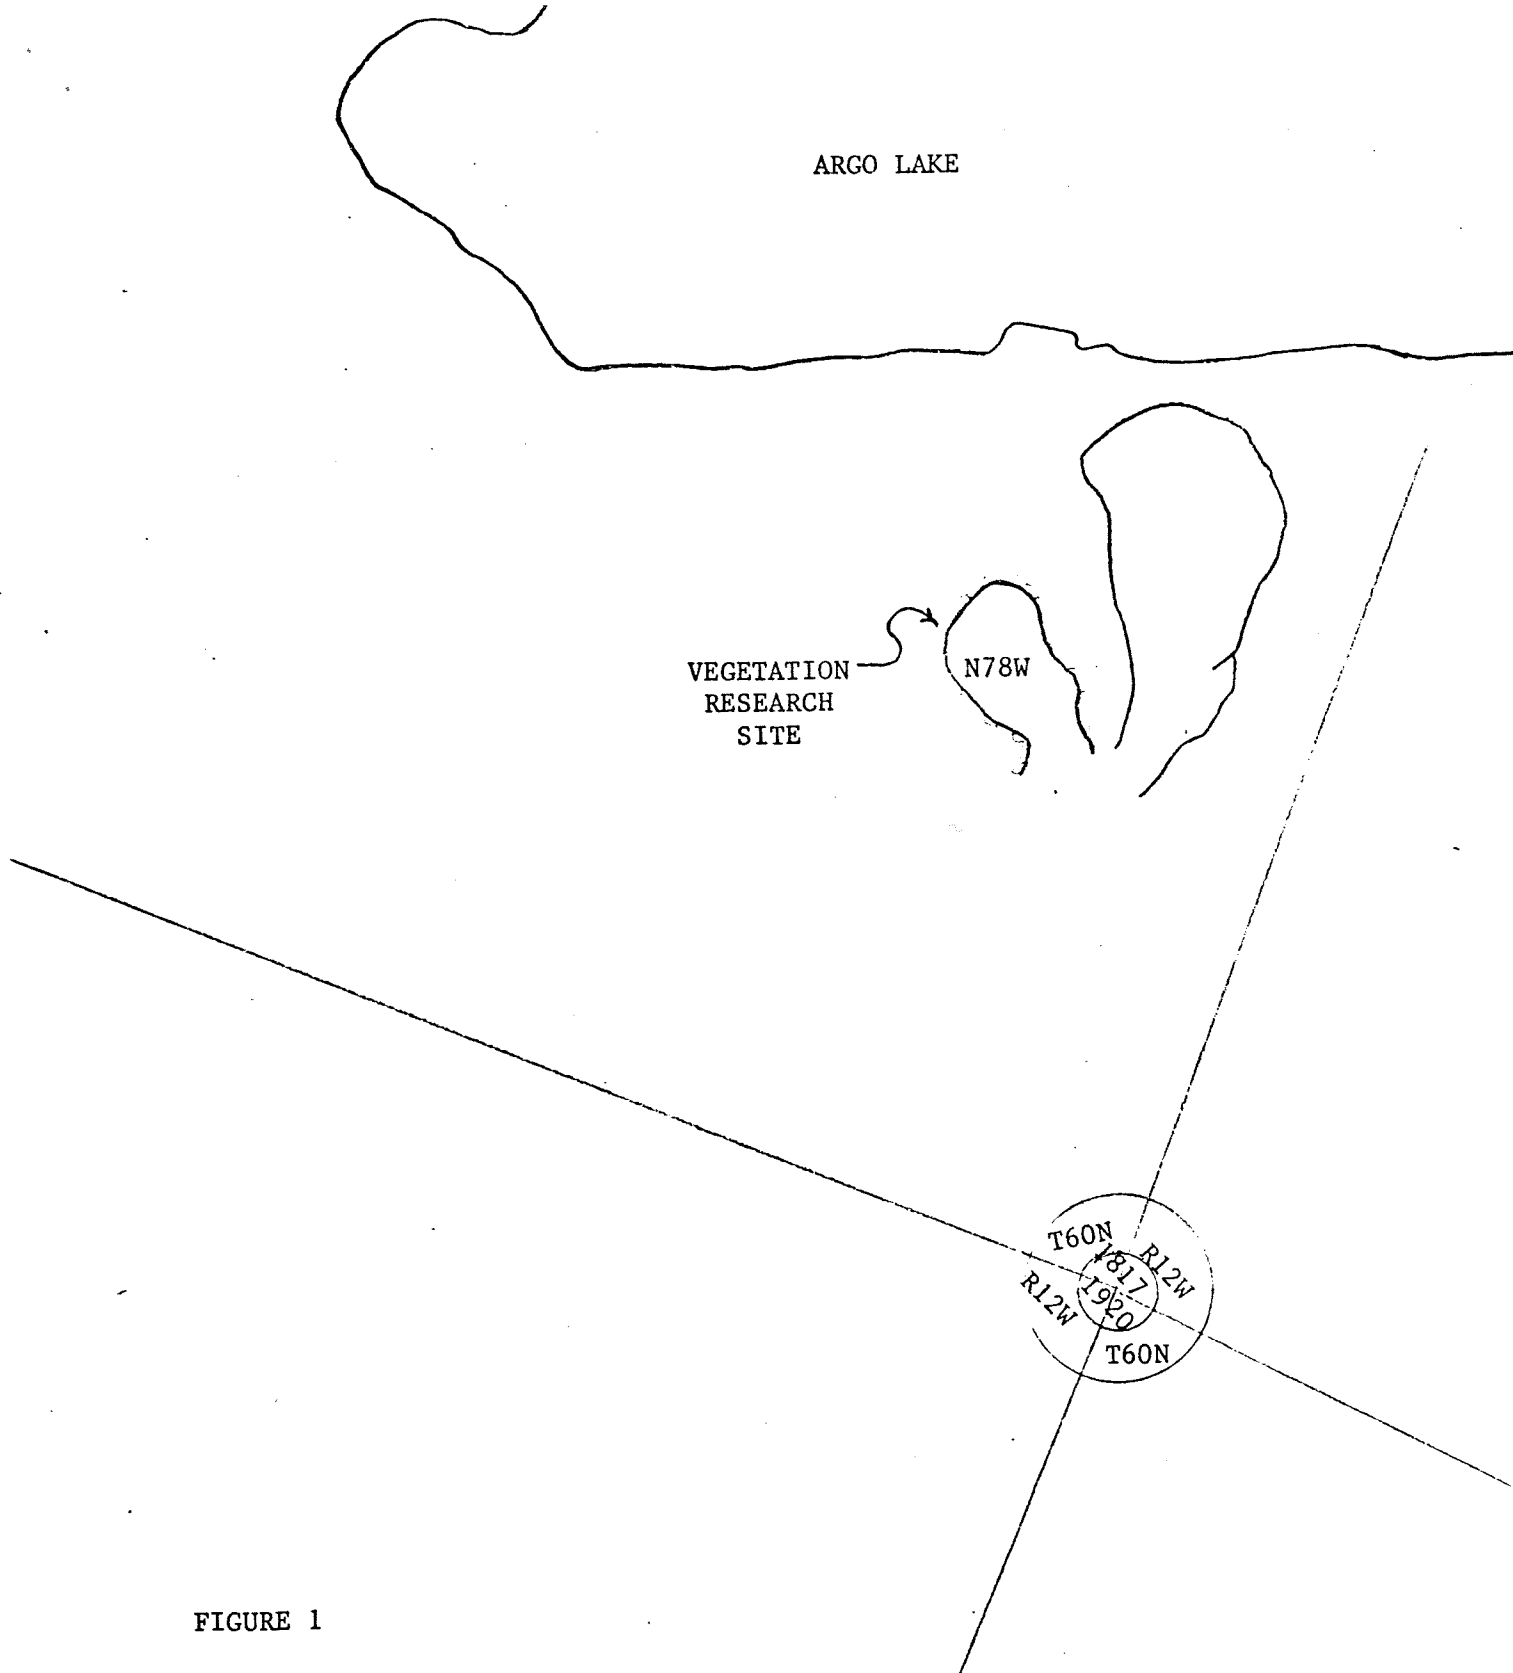 ARGO LAKE
VEGETATION
RESEARCH
SITE
N78W
T60N
R12W
1817
1920
R12W
T60N
FIGURE 1